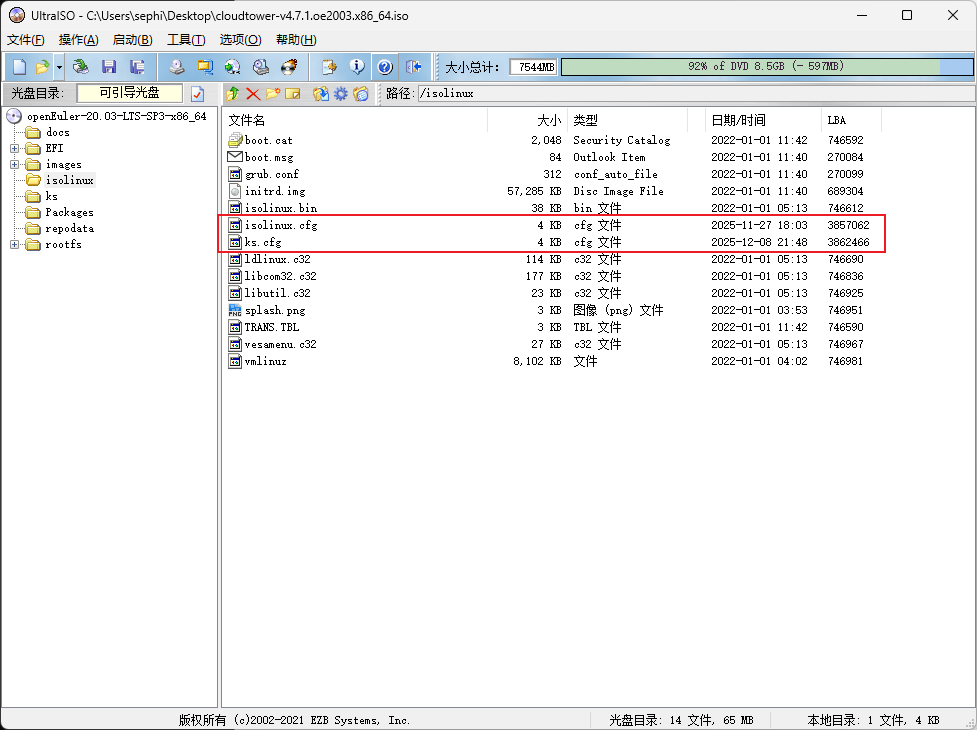 UltraISO - C:\Users\sephi\Desktop\cloudtower-v4.7.1.oe2003.x86_64.iso
文件(F) 操作(A) 启动(B) 工具(T) 选项(O) 帮助(H)
大小总计: 7544MB 92% of DVD 8.5GB (- 597MB)
光盘目录: 可引导光盘 路径: /isolinux
openEuler-20.03-LTS-SP3-x86_64
docs
EFI
images
isolinux
ks
Packages
repodata
rootfs
文件名 大小 类型 日期/时间 LBA
boot.cat 2,048 Security Catalog 2022-01-01 11:42 746592
boot.msg 84 Outlook Item 2022-01-01 11:40 270084
grub.conf 312 conf_auto_file 2022-01-01 11:40 270099
initrd.img 57,285 KB Disc Image File 2022-01-01 11:40 689304
isolinux.bin 38 KB bin 文件 2022-01-01 05:13 746612
isolinux.cfg 4 KB cfg 文件 2025-11-27 18:03 3857062
ks.cfg 4 KB cfg 文件 2025-12-08 21:48 3862466
ldlinux.c32 114 KB c32 文件 2022-01-01 05:13 746690
libcom32.c32 177 KB c32 文件 2022-01-01 05:13 746836
libutil.c32 23 KB c32 文件 2022-01-01 05:13 746925
PNG splash.png 3 KB 图像 (png) 文件 2022-01-01 03:53 746951
TRANS.TBL 3 KB TBL 文件 2022-01-01 11:42 746590
vesamenu.c32 27 KB c32 文件 2022-01-01 05:13 746967
vmlinuz 8,102 KB 文件 2022-01-01 04:02 746981
版权所有 (c)2002-2021 EZB Systems, Inc. 光盘目录: 14 文件, 65 MB 本地目录: 1 文件, 4 KB